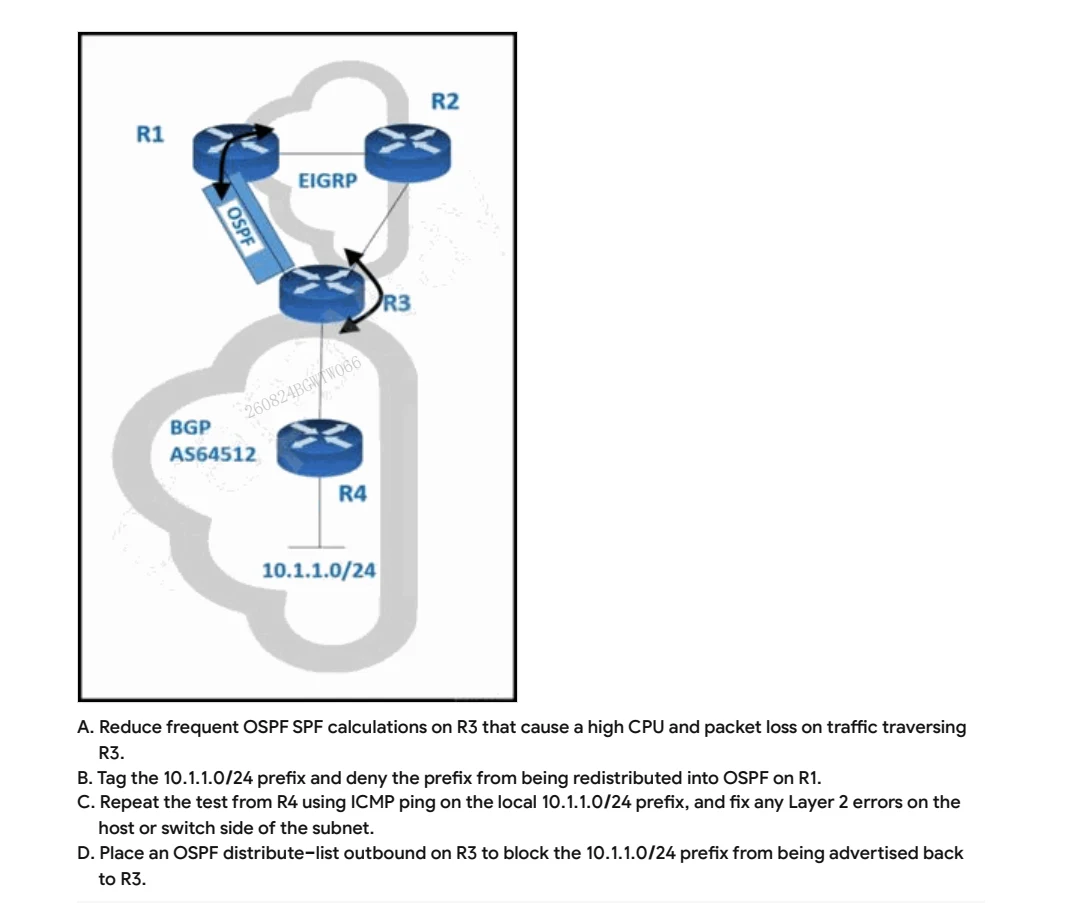 R2
R1
EIGRP
OSPF
R3
260824BGWTW066
BGP
AS64512
R4
10.1.1.0/24
A. Reduce frequent OSPF SPF calculations on R3 that cause a high CPU and packet loss on traffic traversing
R3.
B. Tag the 10.1.1.0/24 prefix and deny the prefix from being redistributed into OSPF on R1.
C. Repeat the test from R4 using ICMP ping on the local 10.1.1.0/24 prefix, and fix any Layer 2 errors on the
host or switch side of the subnet.
D. Place an OSPF distribute-list outbound on R3 to block the 10.1.1.0/24 prefix from being advertised back
to R3.